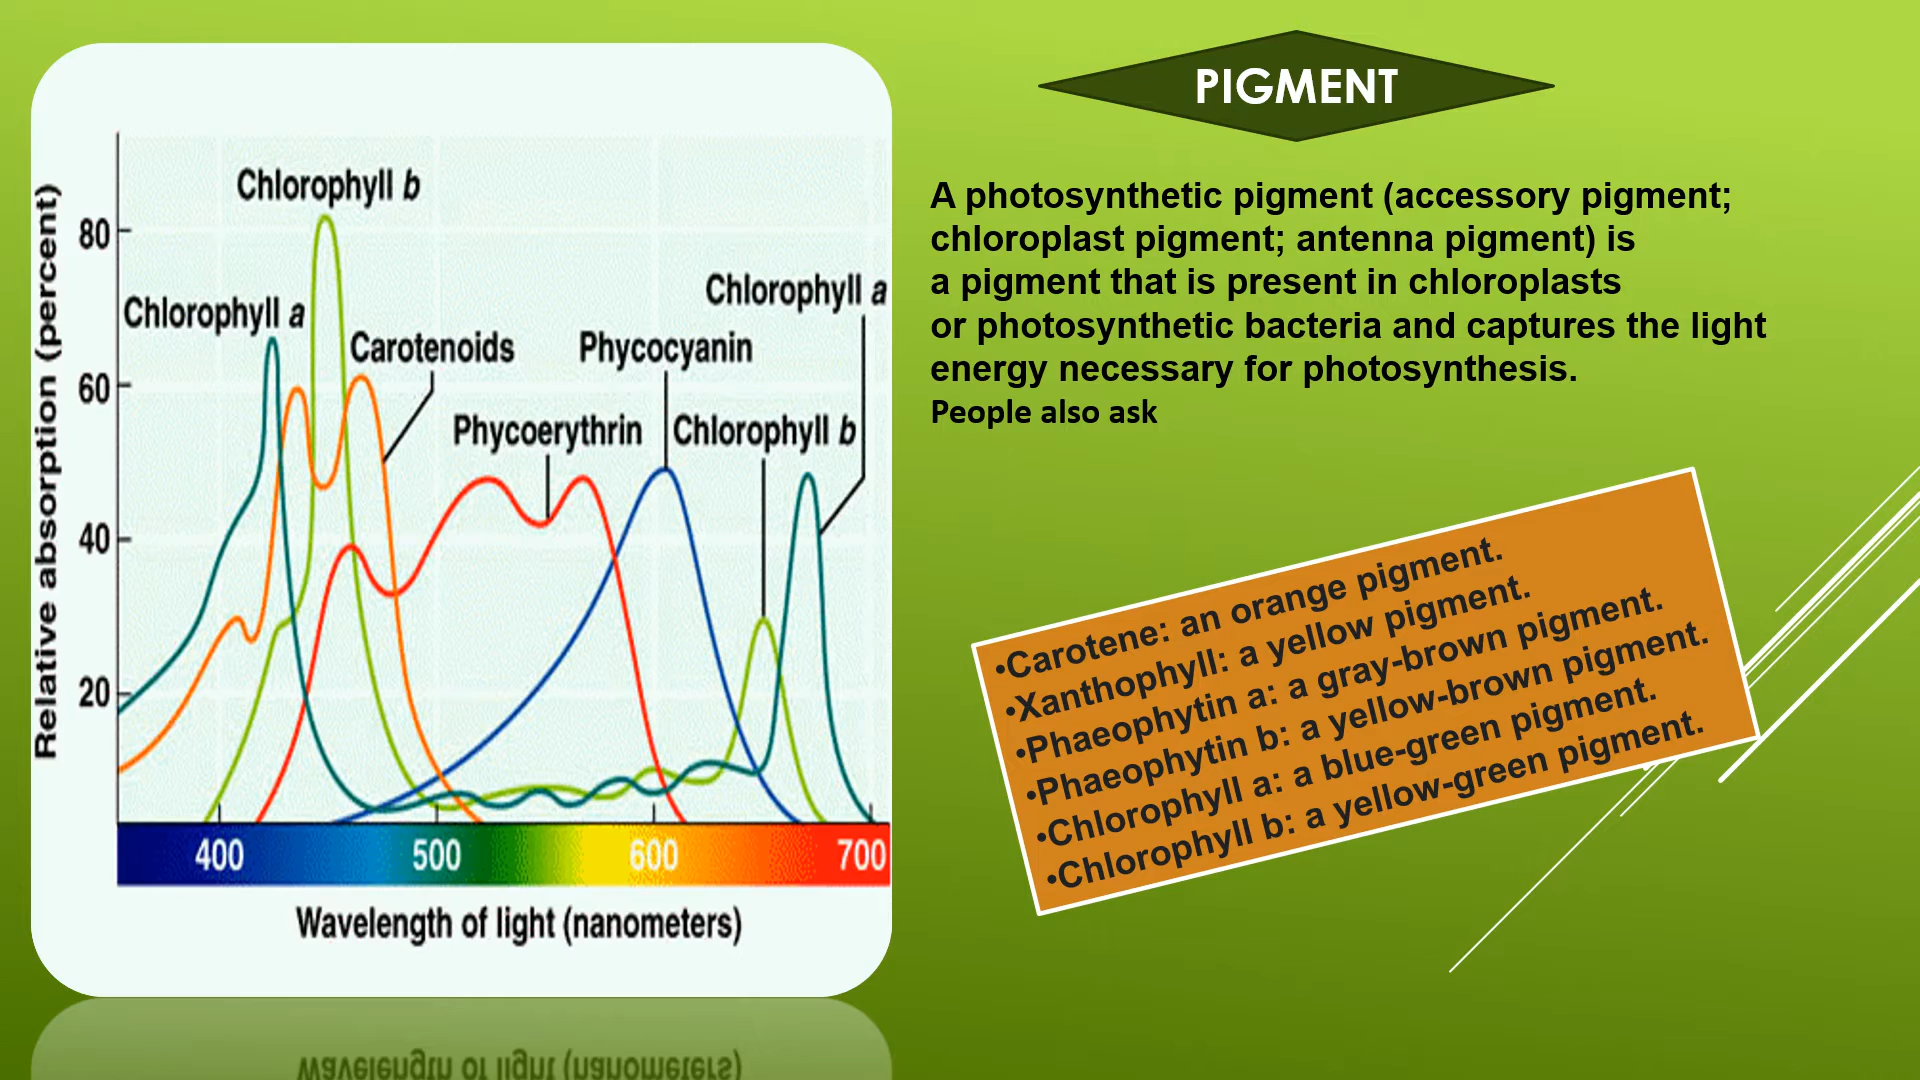 PIGMENT
A photosynthetic pigment (accessory pigment;
chloroplast pigment; antenna pigment) is
a pigment that is present in chloroplasts
or photosynthetic bacteria and captures the light
energy necessary for photosynthesis.
People also ask
Chlorophyll b
Chlorophyll a
Chlorophyll a
Carotenoids
Phycocyanin
Phycoerythrin
Chlorophyll b
Relative absorption (percent)
80
60
40
20
400 500 600 700
Wavelength of light (nanometers)
•Carotene: an orange pigment.
•Xanthophyll: a yellow pigment.
•Phaeophytin a: a gray-brown pigment.
•Phaeophytin b: a yellow-brown pigment.
•Chlorophyll a: a blue-green pigment.
•Chlorophyll b: a yellow-green pigment.